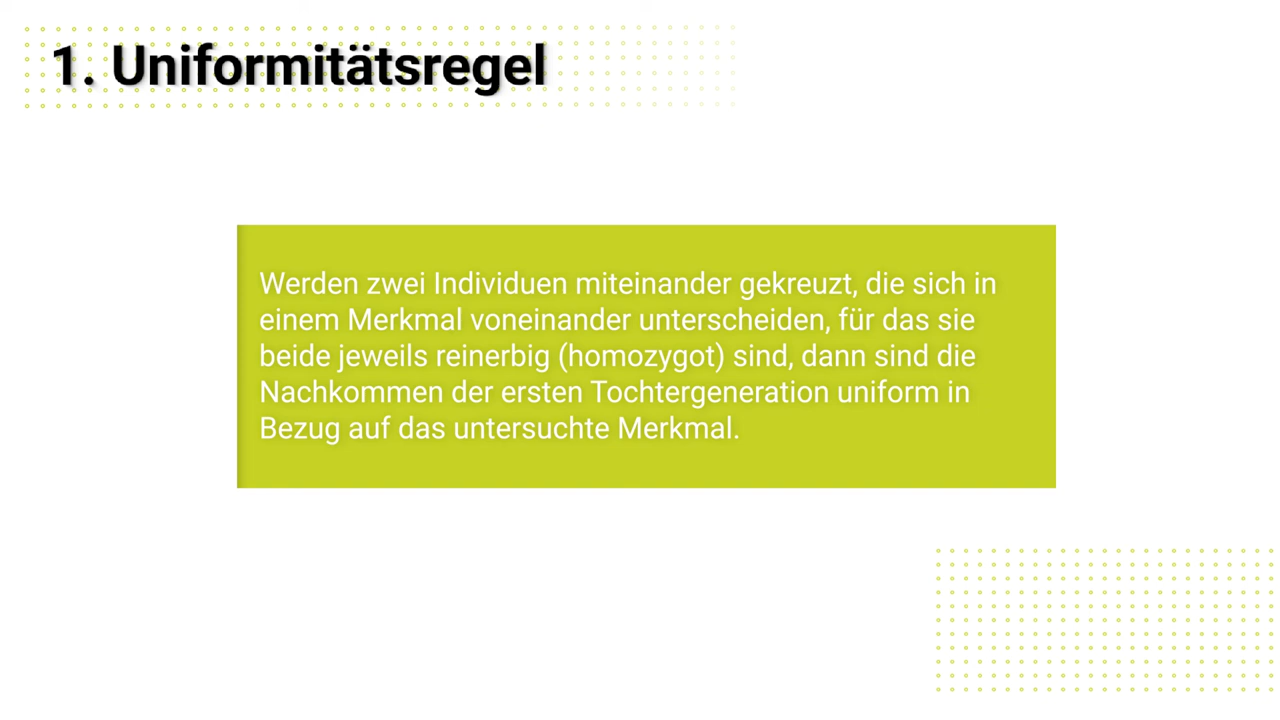 1. Uniformitätsregel
Werden zwei Individuen miteinander gekreuzt, die sich in
einem Merkmal voneinander unterscheiden, für das sie
beide jeweils reinerbig (homozygot) sind, dann sind die
Nachkommen der ersten Tochtergeneration uniform in
Bezug auf das untersuchte Merkmal.